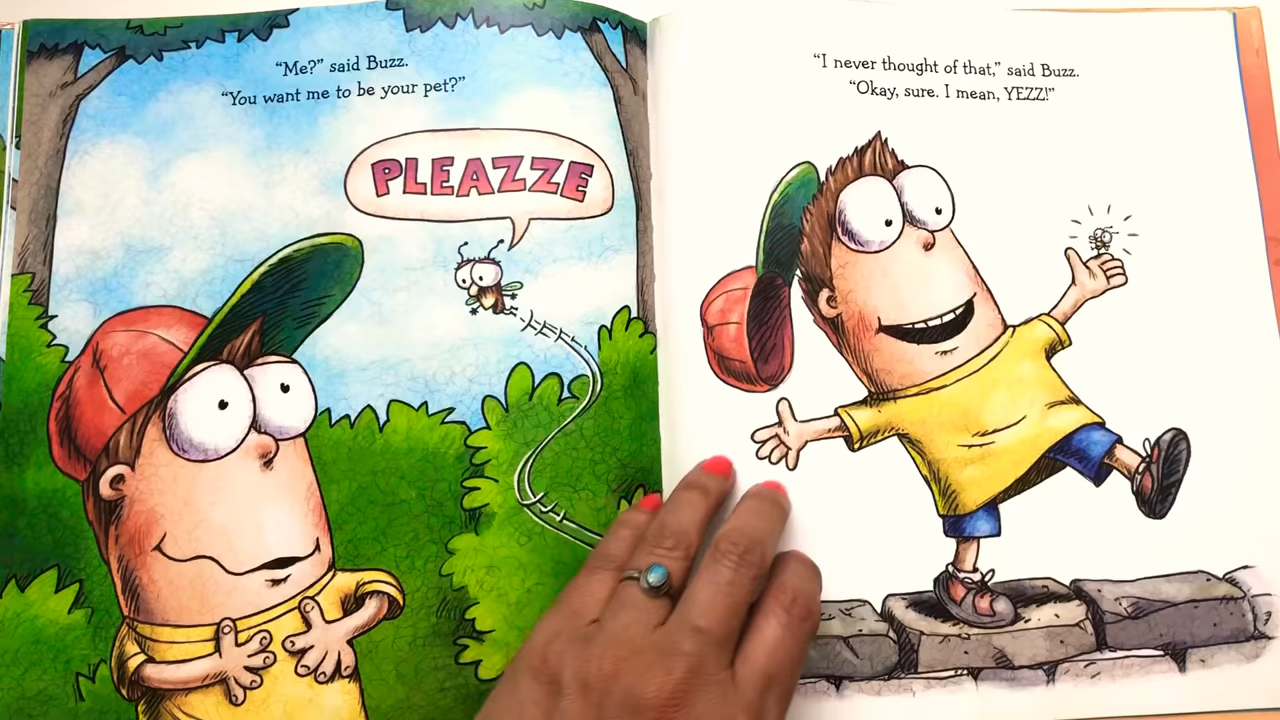 “Me?” said Buzz.
“You want me to be your pet?”
PLEAZZE
“I never thought of that,” said Buzz.
“Okay, sure. I mean, YEZZ!”